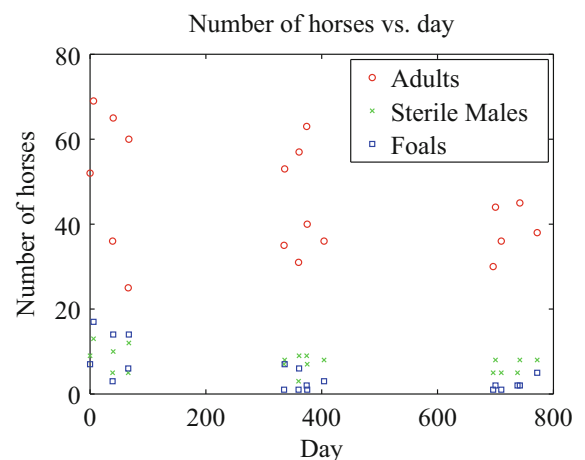 Number of horses vs. day
80
60
40
20
0
Number of horses
Adults
Sterile Males
Foals
0 200 400 600 800
Day